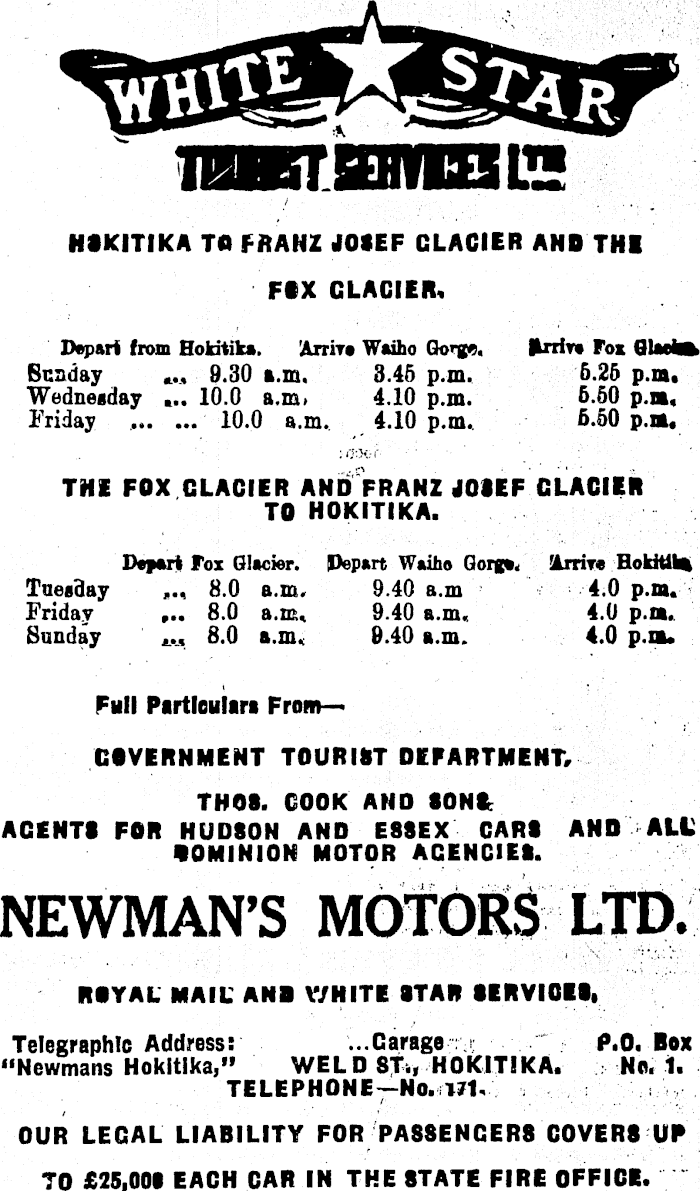 WHITE STAR
TOURIST SERVICES LTD
HOKITIKA TO FRANZ JOSEF GLACIER AND THE
FOX GLACIER.
Depart from Hokitika. Arrive Waiho Gorge. Arrive Fox Glacier.
Sunday ... 9.30 a.m. 3.45 p.m. 5.25 p.m.
Wednesday ... 10.0 a.m. 4.10 p.m. 5.50 p.m.
Friday ... ... 10.0 a.m. 4.10 p.m. 5.50 p.m.
THE FOX GLACIER AND FRANZ JOSEF GLACIER
TO HOKITIKA.
Depart Fox Glacier. Depart Waiho Gorge. Arrive Hokitika
Tuesday ... 8.0 a.m. 9.40 a.m 4.0 p.m.
Friday ... 8.0 a.m. 9.40 a.m. 4.0 p.m.
Sunday ... 8.0 a.m. 9.40 a.m. 4.0 p.m.
Full Particulars From—
GOVERNMENT TOURIST DEPARTMENT,
THOS. COOK AND SONS
AGENTS FOR HUDSON AND ESSEX CARS AND ALL
DOMINION MOTOR AGENCIES.
NEWMAN'S MOTORS LTD.
ROYAL MAIL AND WHITE STAR SERVICES,
Telegraphic Address: ...Garage P.O. Box
"Newmans Hokitika," WELD ST., HOKITIKA. No. 1.
TELEPHONE—No. 171.
OUR LEGAL LIABILITY FOR PASSENGERS COVERS UP
TO £25,000 EACH CAR IN THE STATE FIRE OFFICE.